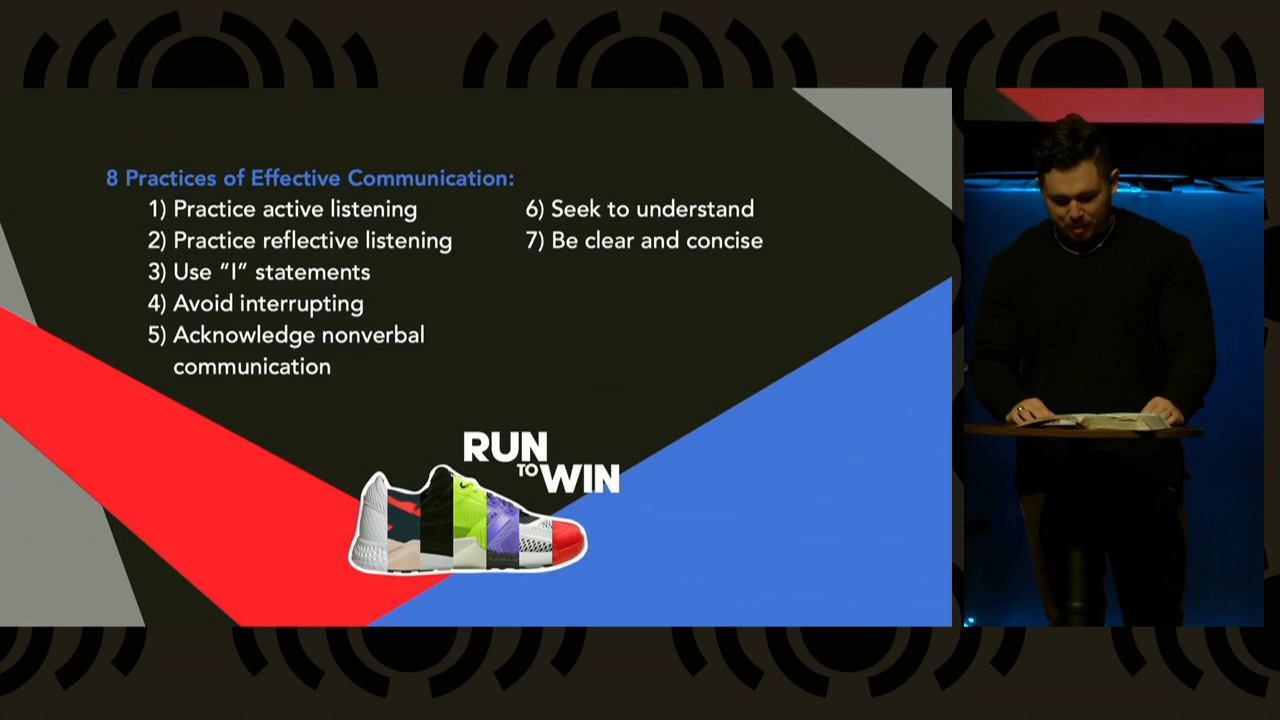 8 Practices of Effective Communication:
1) Practice active listening
2) Practice reflective listening
3) Use “I” statements
4) Avoid interrupting
5) Acknowledge nonverbal
communication
6) Seek to understand
7) Be clear and concise
RUN
TO WIN